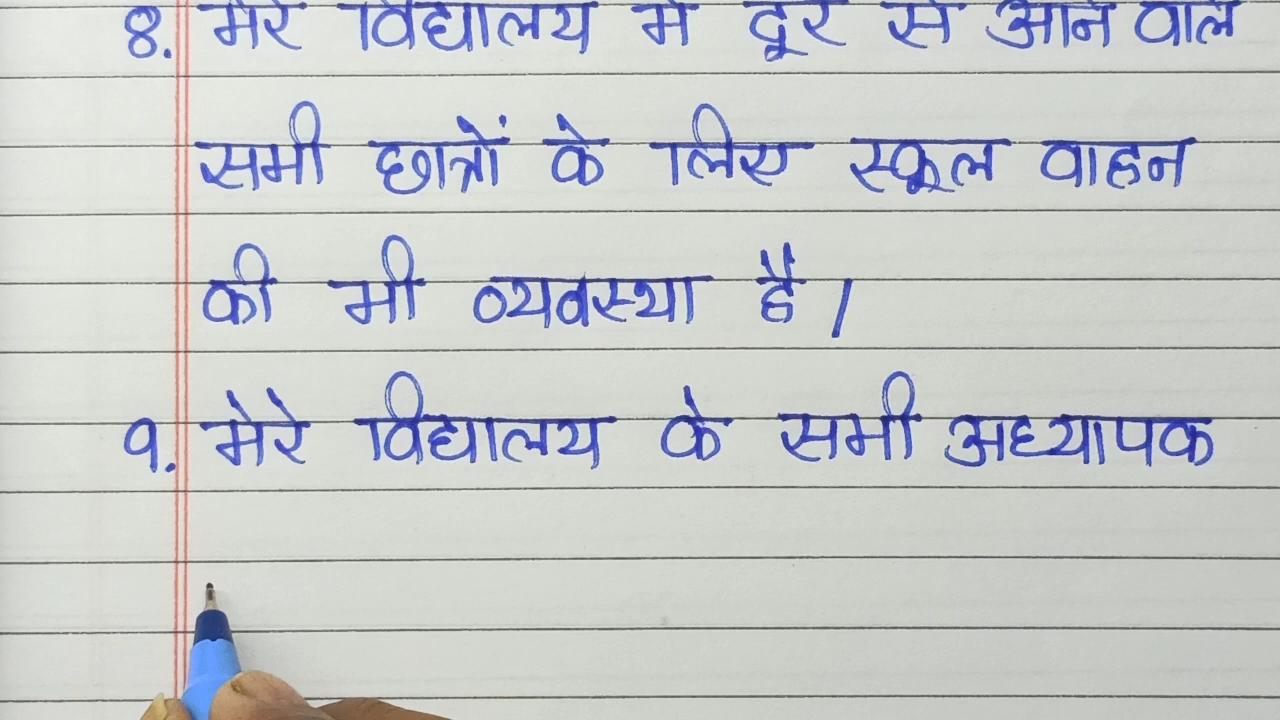 8. मेरे विद्यालय में दूर से आने वाले
सभी छात्रों के लिए स्कूल वाहन
की भी व्यवस्था है।
9. मेरे विद्यालय के सभी अध्यापक